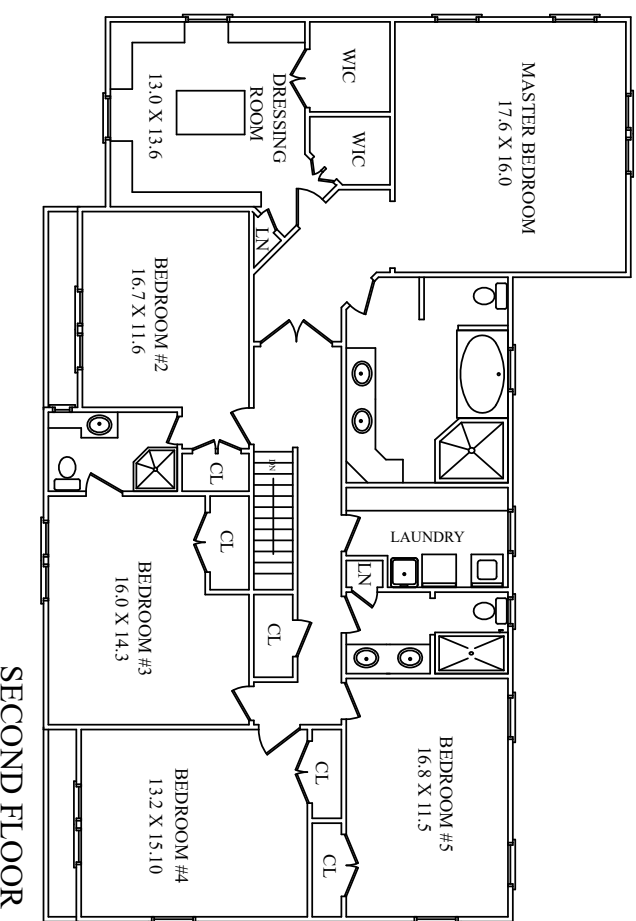 MASTER BEDROOM
17.6 X 16.0
WIC
WIC
DRESSING
ROOM
13.0 X 13.6
LN
BEDROOM #2
16.7 X 11.6
CL
DN
CL
LAUNDRY
LN
CL
BEDROOM #3
16.0 X 14.3
BEDROOM #5
16.8 X 11.5
CL
CL
BEDROOM #4
13.2 X 15.10
SECOND FLOOR